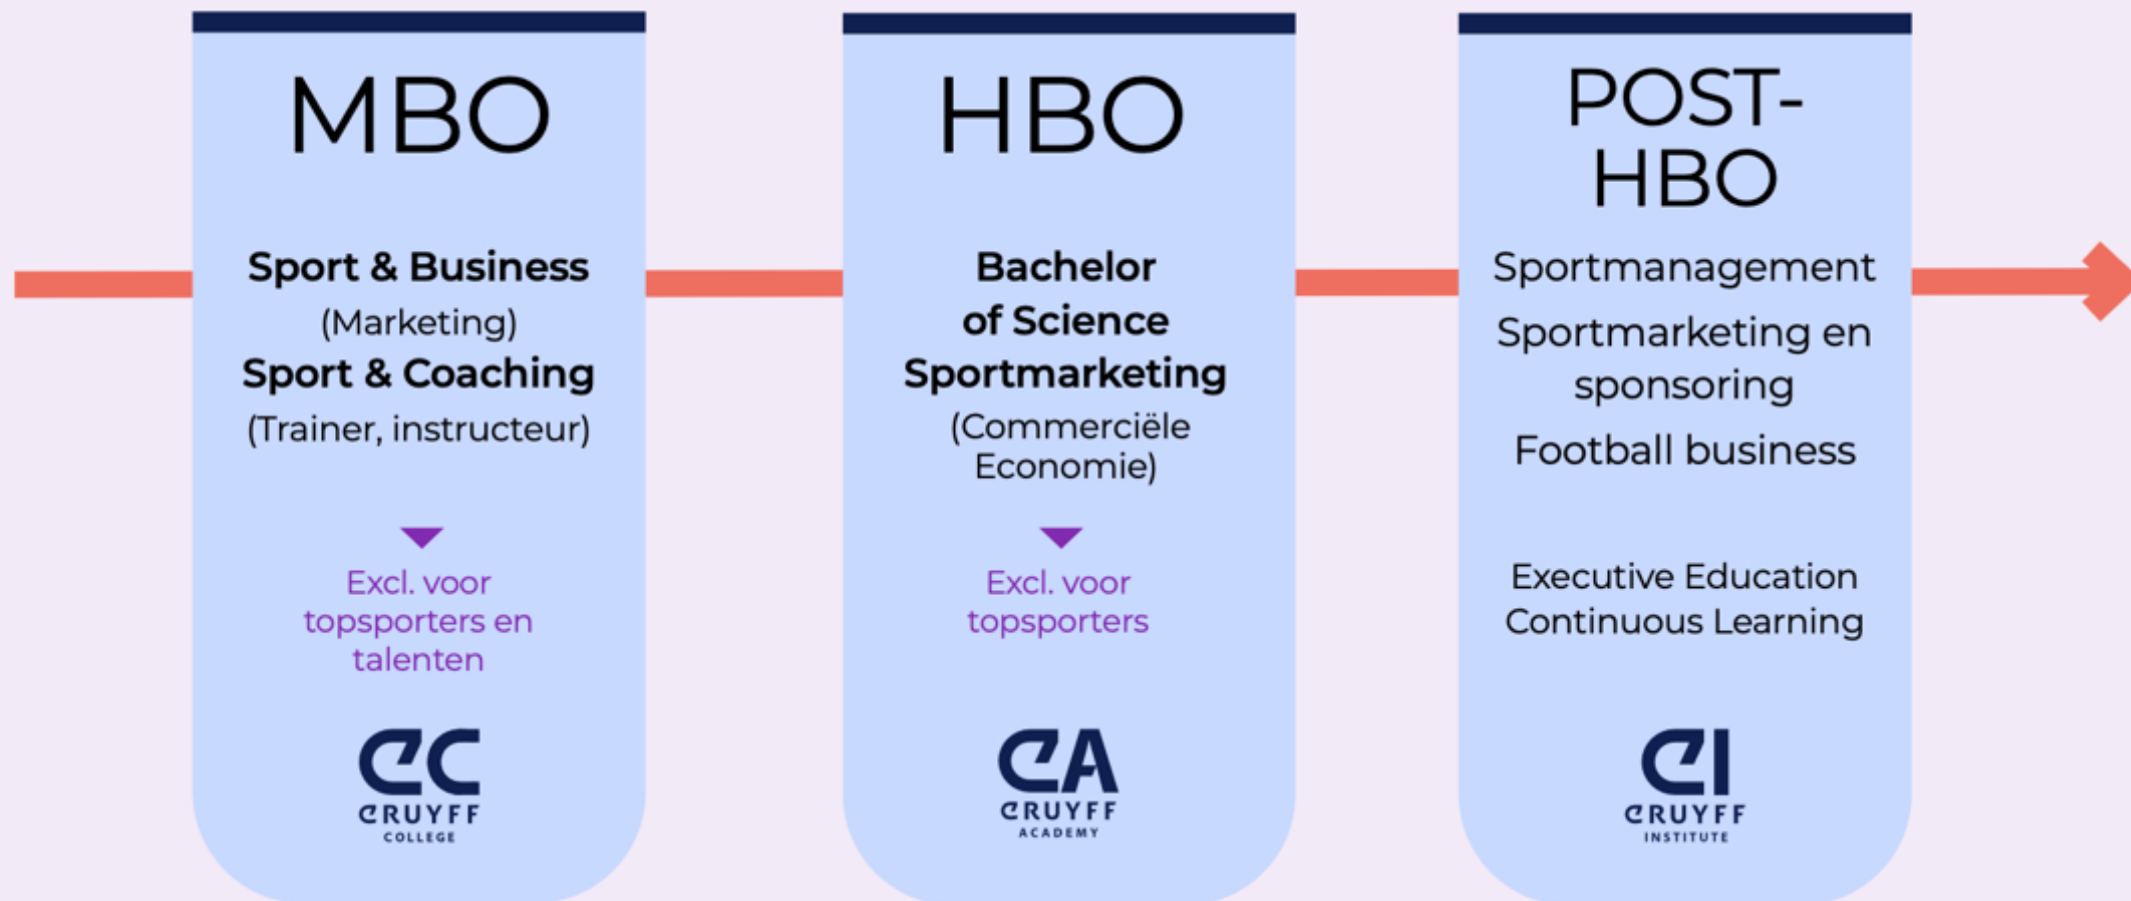 MBO
Sport & Business
(Marketing)
Sport & Coaching
(Trainer, instructeur)
Excl. voor
topsporters en
talenten
CC
CRUYFF
COLLEGE
HBO
Bachelor
of Science
Sportmarketing
(Commerciële
Economie)
Excl. voor
topsporters
CA
CRUYFF
ACADEMY
POST-
HBO
Sportmanagement
Sportmarketing en
sponsoring
Football business
Executive Education
Continuous Learning
CI
CRUYFF
INSTITUTE